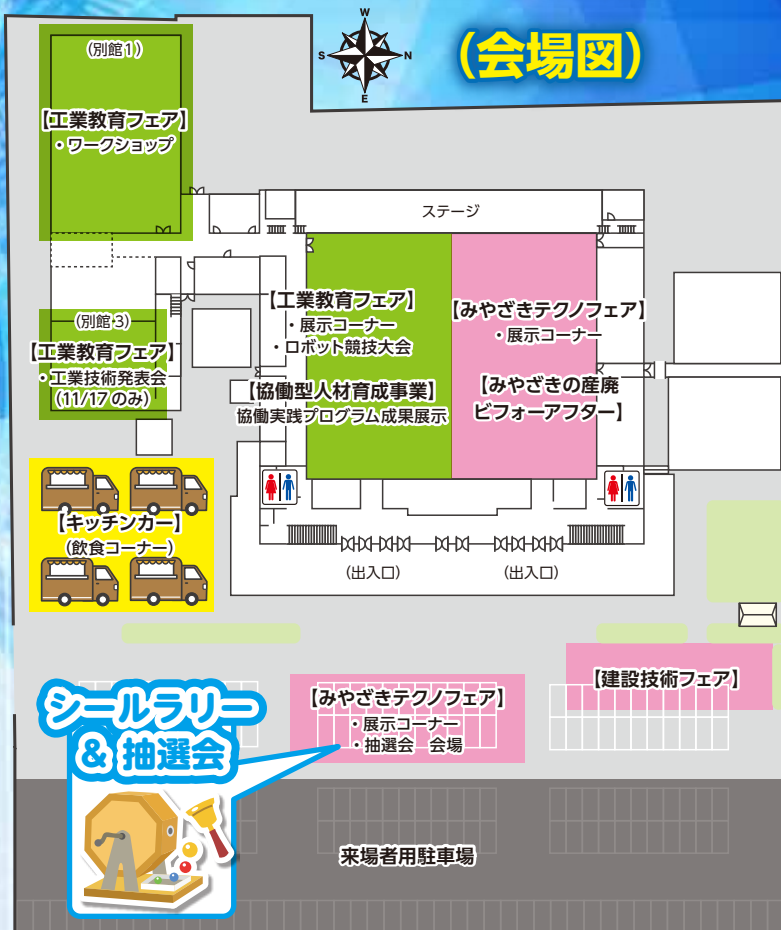 W
S
N
E
(会場図)
(別館1)
【工業教育フェア】
・ワークショップ
ステージ
【工業教育フェア】
・展示コーナー
・ロボット競技大会
【協働型人材育成事業】
協働実践プログラム成果展示
【みやざきテクノフェア】
・展示コーナー
【みやざきの産廃
ビフォーアフター】
(別館3)
【工業教育フェア】
・工業技術発表会
(11/17 のみ)
【キッチンカー】
(飲食コーナー)
(出入口)
(出入口)
【建設技術フェア】
【みやざきテクノフェア】
・展示コーナー
・抽選会 会場
シールラリー
& 抽選会
来場者用駐車場